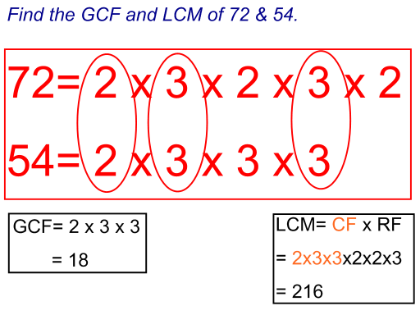 Find the GCF and LCM of 72 & 54.
72= 2 x 3 x 2 x 3 x 2
54= 2 x 3 x 3 x 3
GCF= 2 x 3 x 3
= 18
LCM= CF x RF
= 2x3x3x2x2x3
= 216